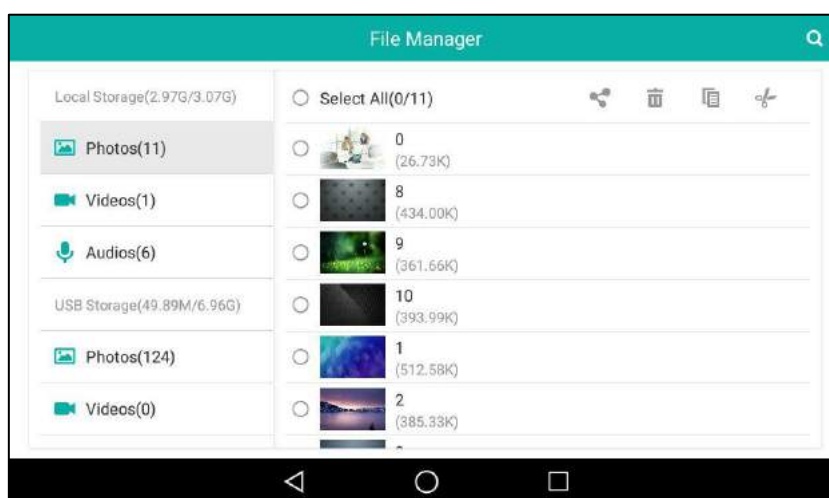 File Manager
Local Storage(2.97G/3.07G)
Photos(11)
Videos(1)
Audios(6)
USB Storage(49.89M/6.96G)
Photos(124)
Videos(0)
Select All(0/11)
0
(26.73K)
8
(434.00K)
9
(361.66K)
10
(393.99K)
1
(512.58K)
2
(385.33K)